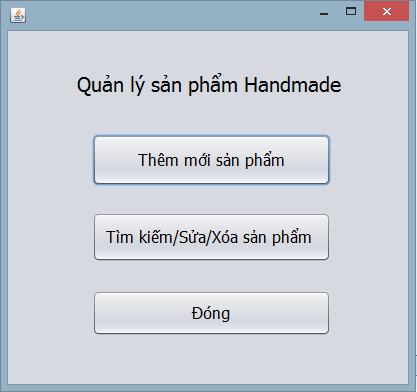 Quản lý sản phẩm Handmade
Thêm mới sản phẩm
Tìm kiếm/Sửa/Xóa sản phẩm
Đóng